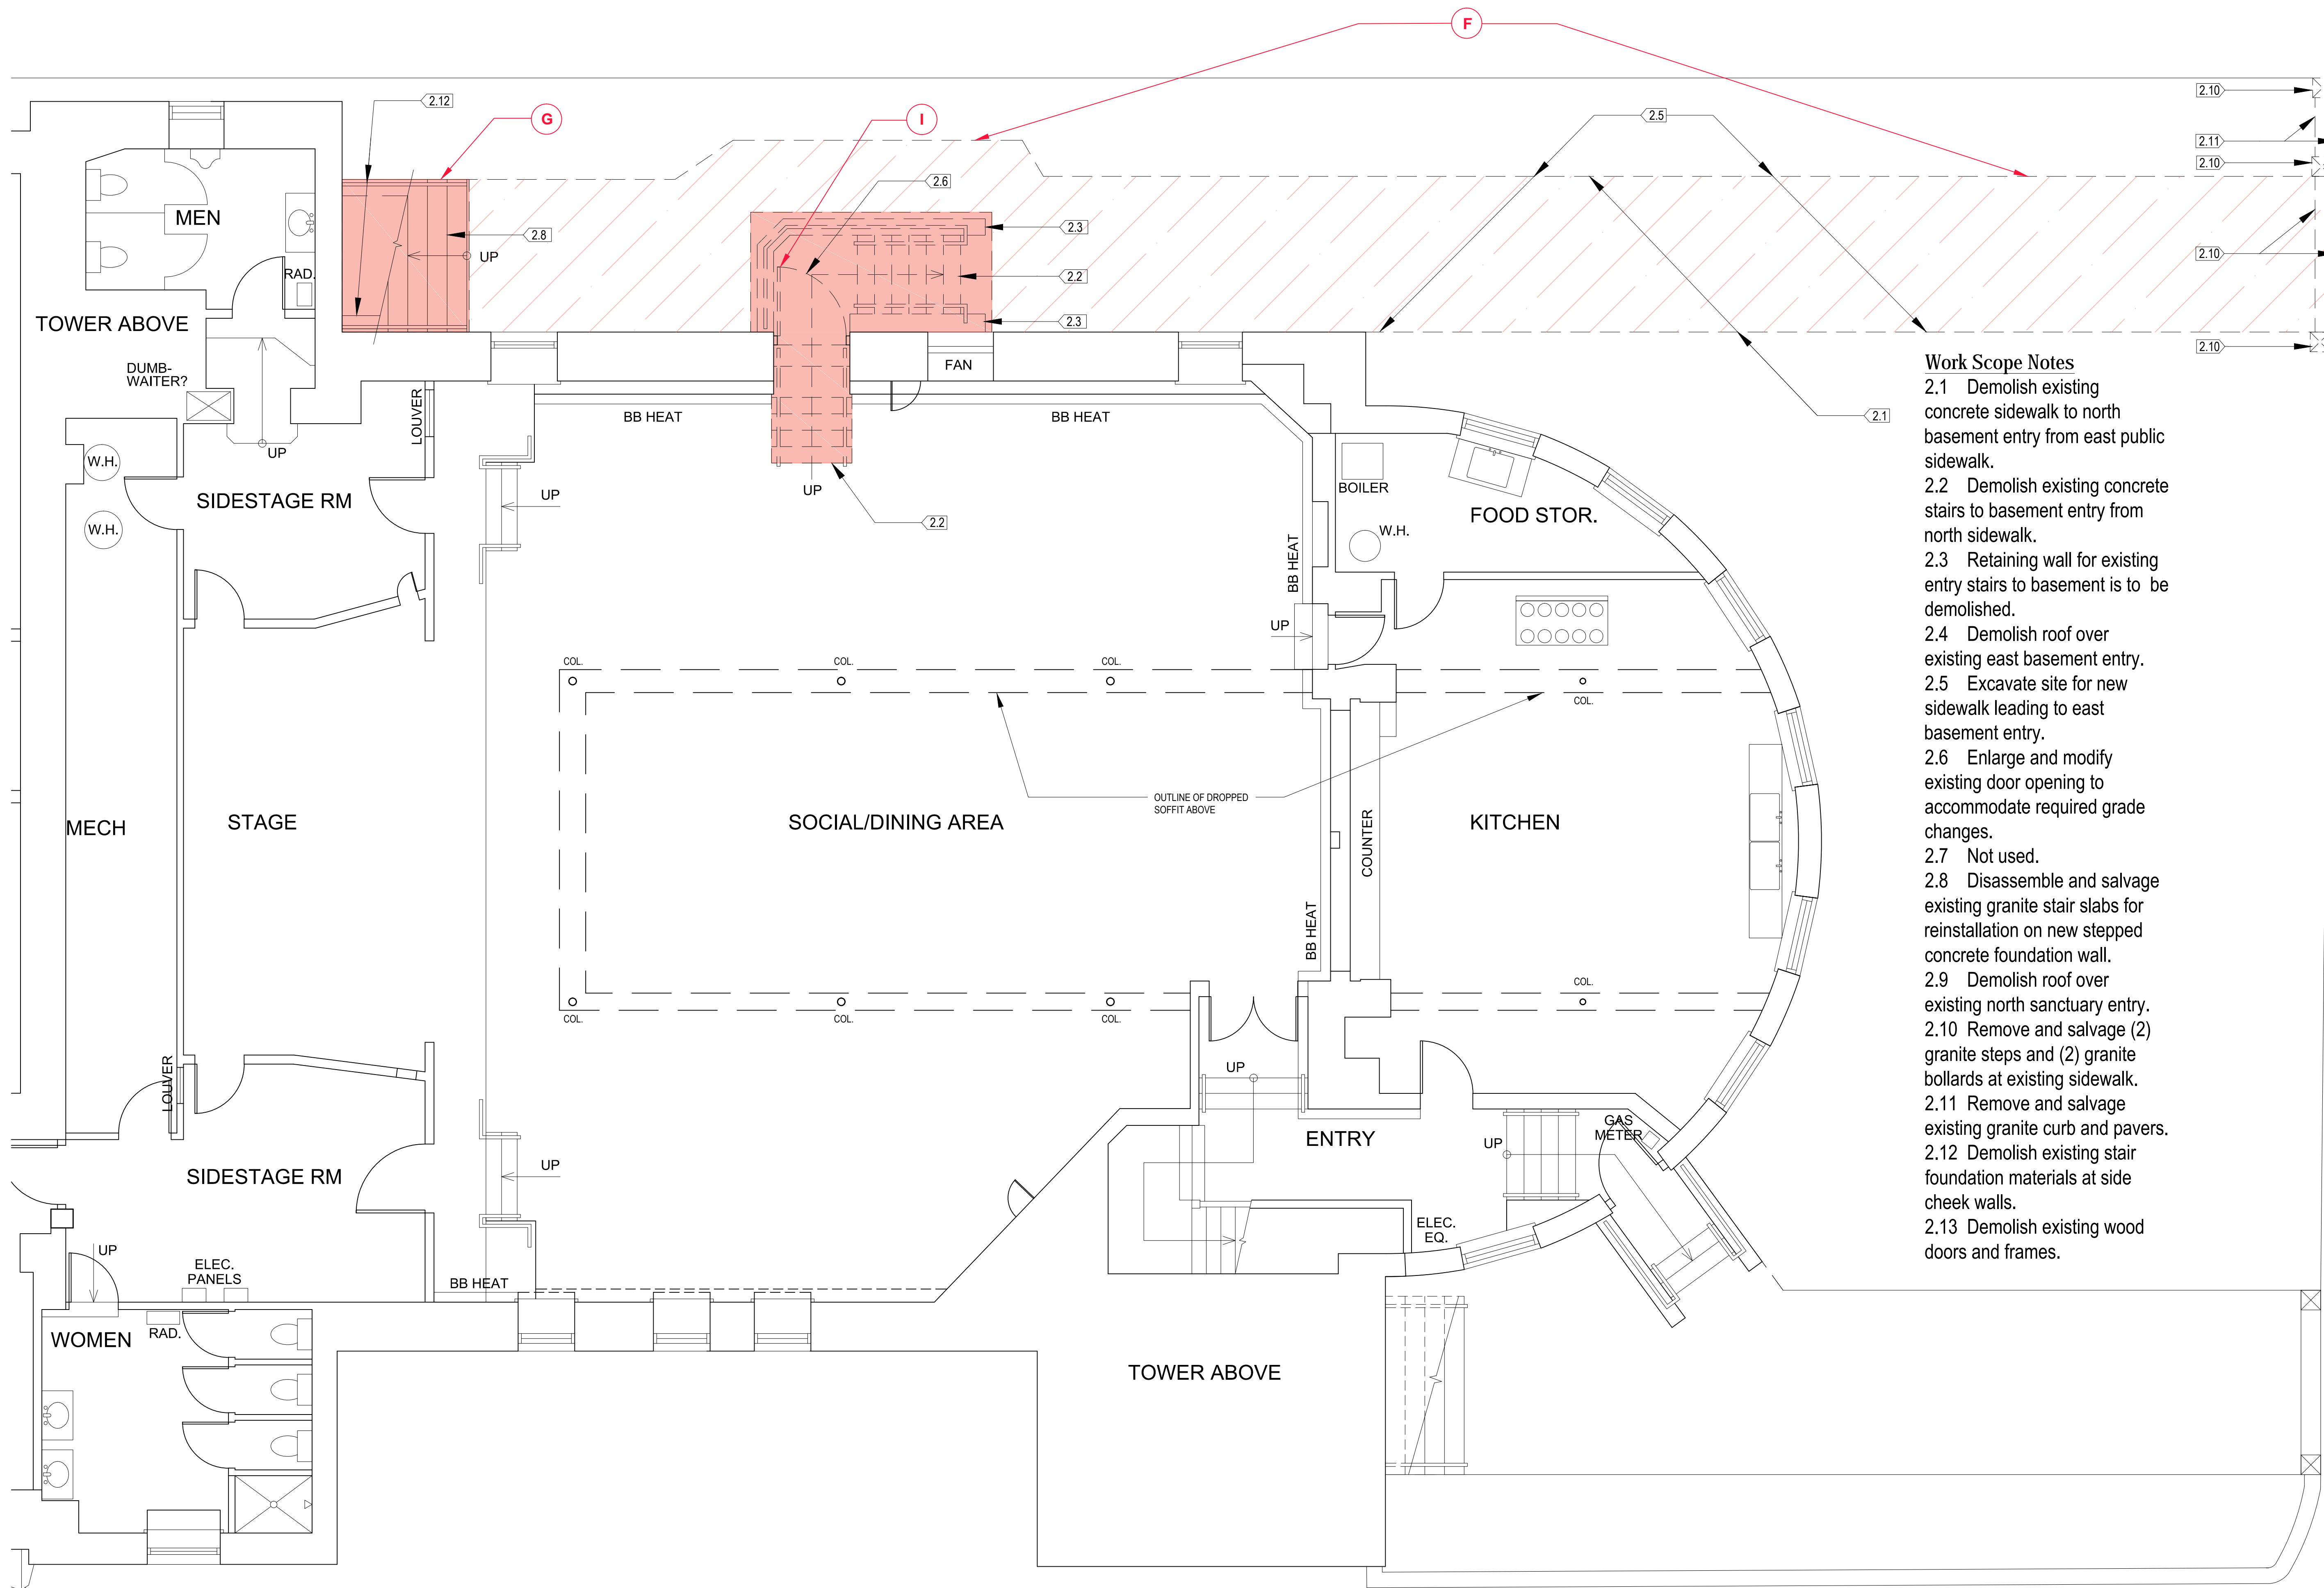 F
2.12
G
I
2.5
2.10
2.11
2.10
2.6
2.8
2.3
UP
2.2
2.10
2.3
2.10
2.1
MEN
RAD.
TOWER ABOVE
DUMB-
WAITER?
UP
LOUVER
FAN
BB HEAT
BB HEAT
UP
2.2
W.H.
W.H.
SIDESTAGE RM
UP
BOILER
W.H.
FOOD STOR.
BB HEAT
UP
COL.
COL.
COL.
COL.
OUTLINE OF DROPPED
SOFFIT ABOVE
MECH
STAGE
SOCIAL/DINING AREA
COUNTER
KITCHEN
BB HEAT
COL.
COL.
COL.
COL.
LOUVER
UP
SIDESTAGE RM
UP
ENTRY
UP
GAS
METER
ELEC.
EQ.
UP
ELEC.
PANELS
BB HEAT
WOMEN
RAD.
TOWER ABOVE
Work Scope Notes
2.1 Demolish existing
concrete sidewalk to north
basement entry from east public
sidewalk.
2.2 Demolish existing concrete
stairs to basement entry from
north sidewalk.
2.3 Retaining wall for existing
entry stairs to basement is to be
demolished.
2.4 Demolish roof over
existing east basement entry.
2.5 Excavate site for new
sidewalk leading to east
basement entry.
2.6 Enlarge and modify
existing door opening to
accommodate required grade
changes.
2.7 Not used.
2.8 Disassemble and salvage
existing granite stair slabs for
reinstallation on new stepped
concrete foundation wall.
2.9 Demolish roof over
existing north sanctuary entry.
2.10 Remove and salvage (2)
granite steps and (2) granite
bollards at existing sidewalk.
2.11 Remove and salvage
existing granite curb and pavers.
2.12 Demolish existing stair
foundation materials at side
cheek walls.
2.13 Demolish existing wood
doors and frames.